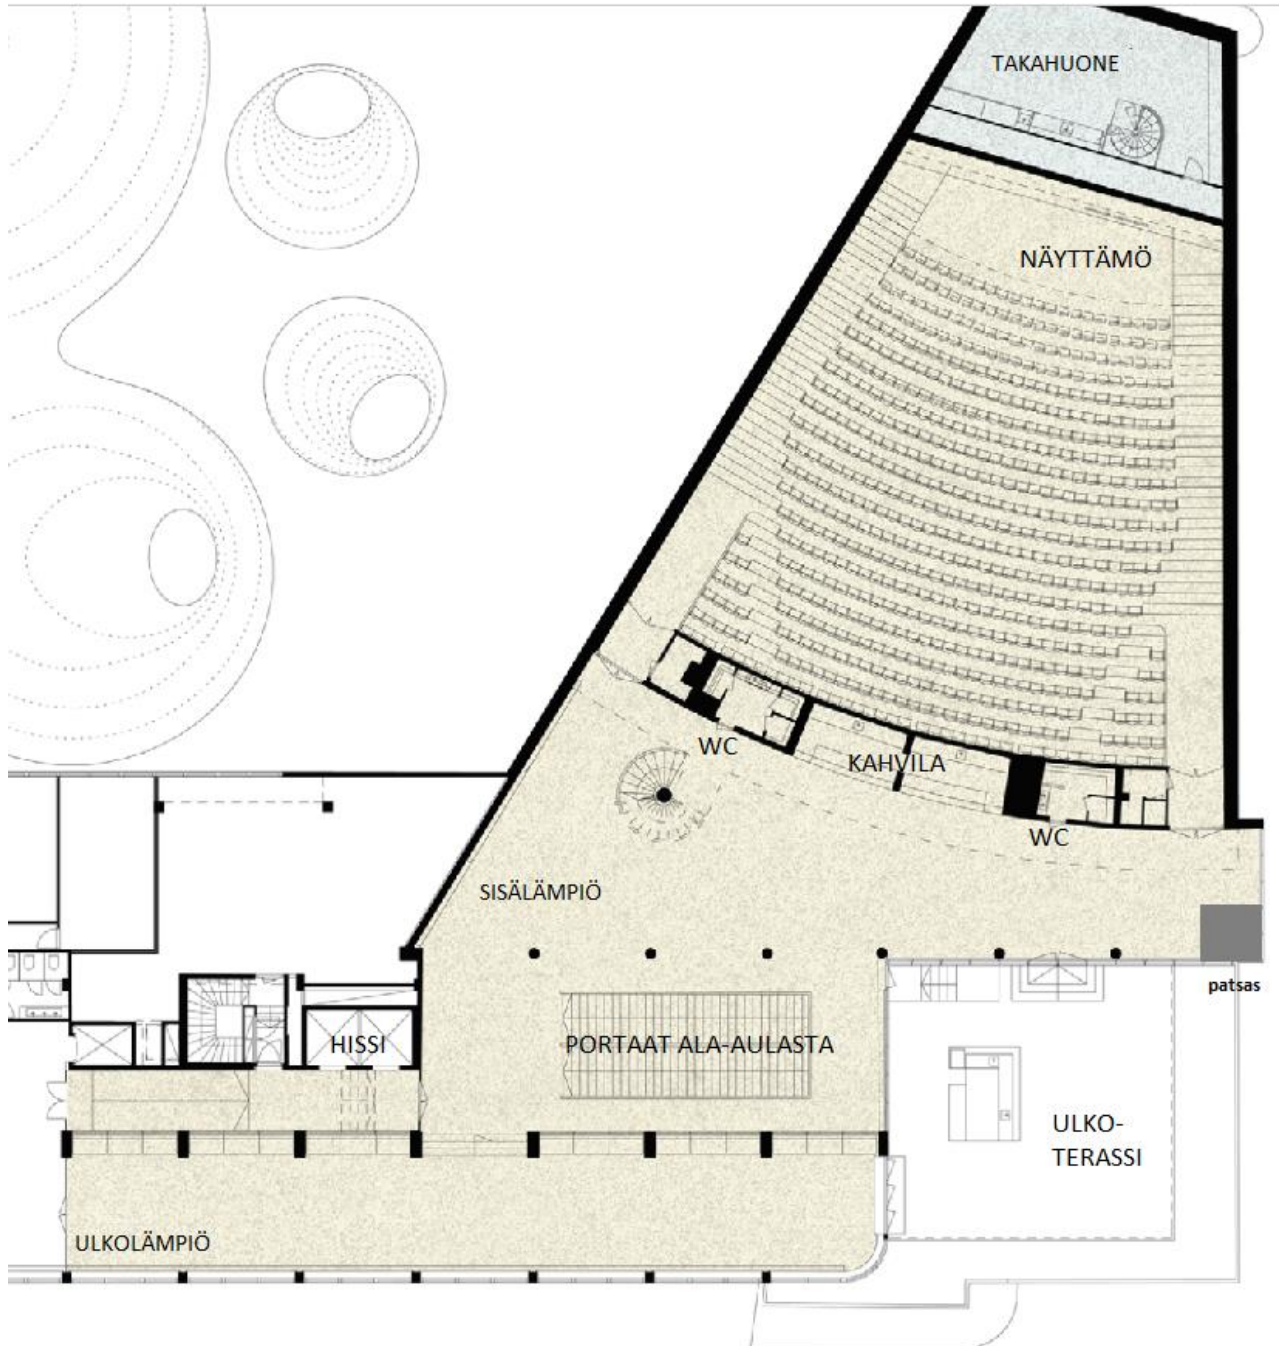 TAKAHUONE
NÄYTTÄMÖ
WC
KAHVILA
WC
SISÄLÄMPIÖ
patsas
HISSI
PORTAAT ALA-AULASTA
ULKO-
TERASSI
ULKOLÄMPIÖ